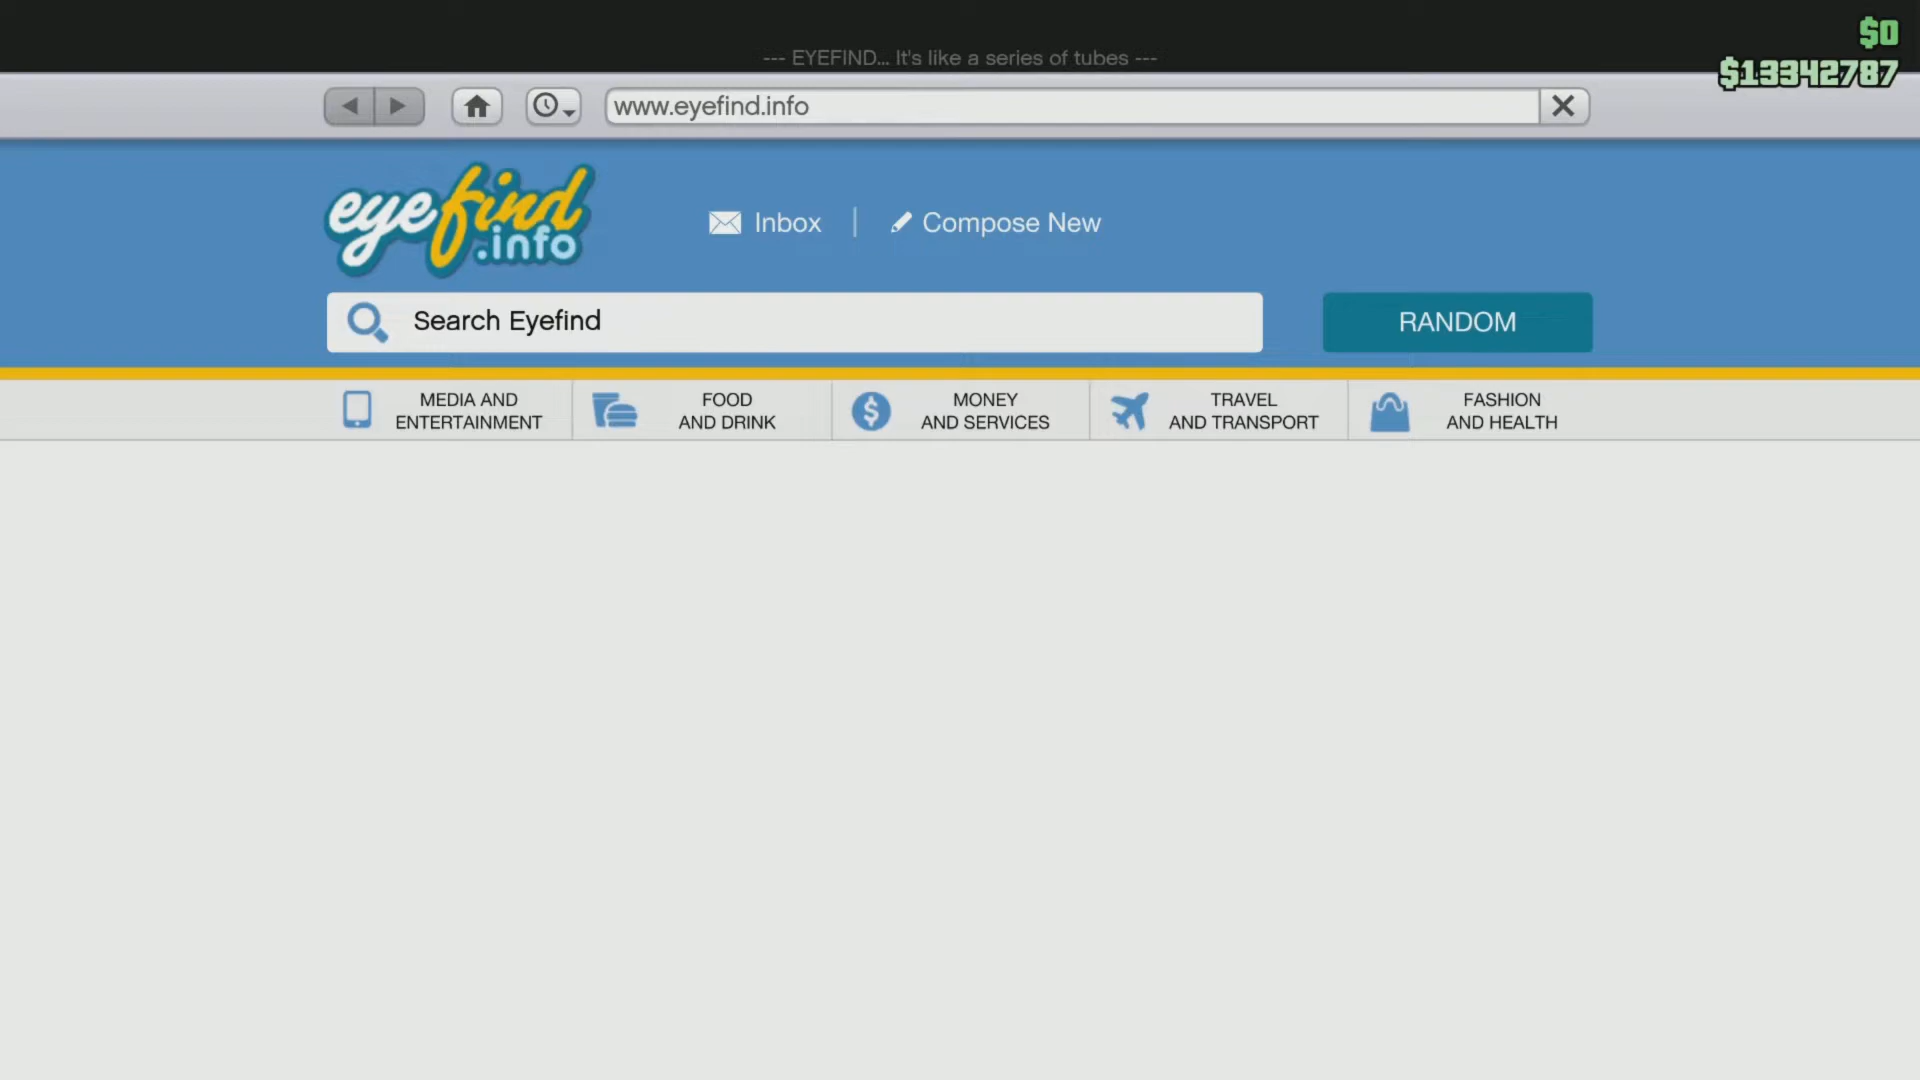 $0
--- EYEFIND... It's like a series of tubes ---
$13342787
www.eyefind.info
eyefind.info
Inbox
Compose New
Search Eyefind
RANDOM
MEDIA AND
ENTERTAINMENT
FOOD
AND DRINK
MONEY
AND SERVICES
TRAVEL
AND TRANSPORT
FASHION
AND HEALTH